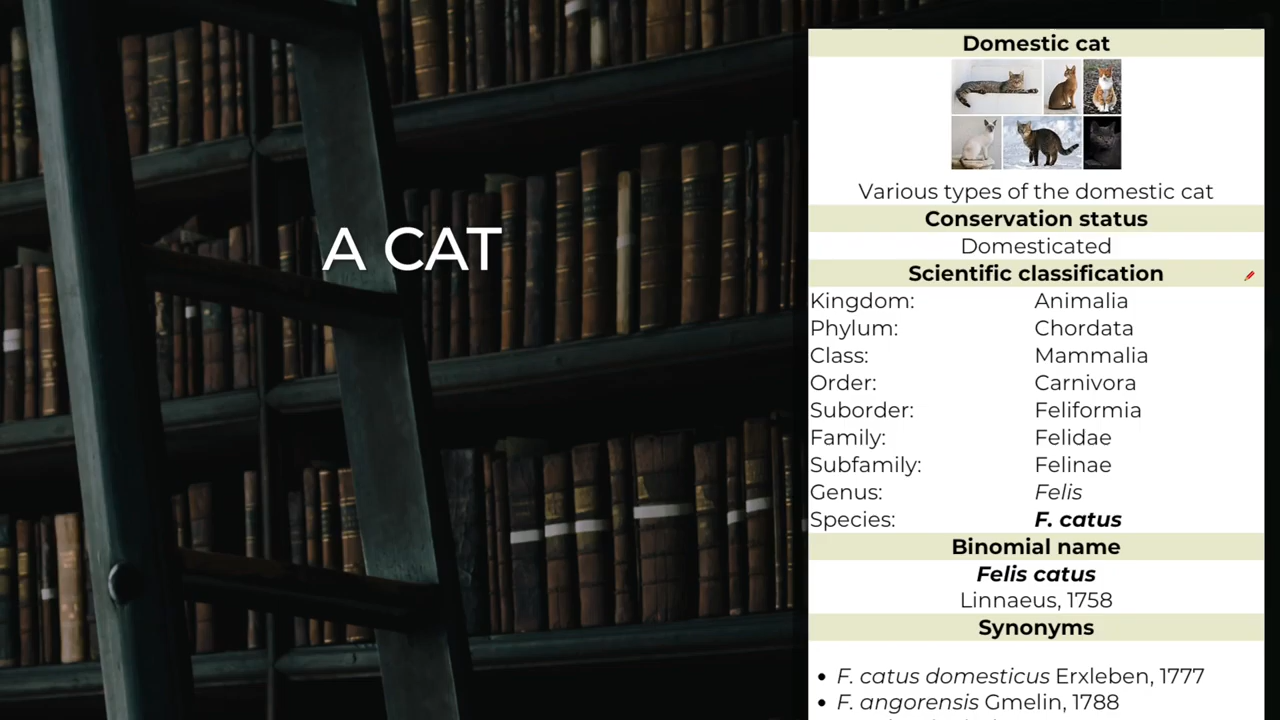 A CAT
Domestic cat
Various types of the domestic cat
Conservation status
Domesticated
Scientific classification
Kingdom: Animalia
Phylum: Chordata
Class: Mammalia
Order: Carnivora
Suborder: Feliformia
Family: Felidae
Subfamily: Felinae
Genus: Felis
Species: F. catus
Binomial name
Felis catus
Linnaeus, 1758
Synonyms
• F. catus domesticus Erxleben, 1777
• F. angorensis Gmelin, 1788